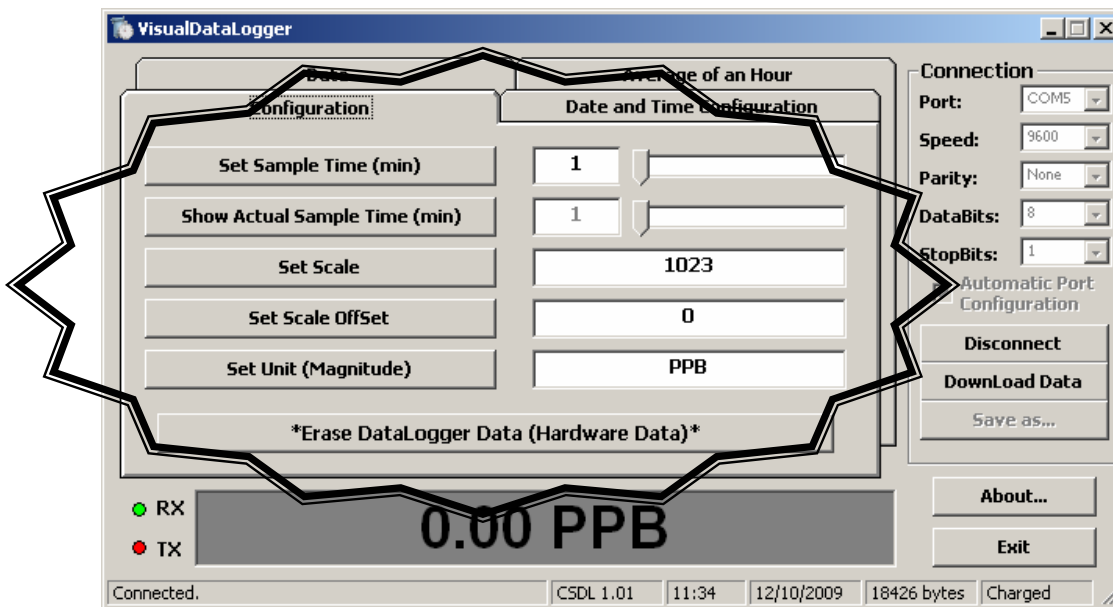 VisualDataLogger
Data
Average of an Hour
Configuration
Date and Time Configuration
Set Sample Time (min)
1
Show Actual Sample Time (min)
1
Set Scale
1023
Set Scale OffSet
0
Set Unit (Magnitude)
PPB
*Erase DataLogger Data (Hardware Data)*
Connection
Port:
COM5
Speed:
9600
Parity:
None
DataBits:
8
StopBits:
1
Automatic Port
Configuration
Disconnect
DownLoad Data
Save as...
RX
TX
0.00 PPB
About...
Exit
Connected.
CSDL 1.01
11:34
12/10/2009
18426 bytes
Charged